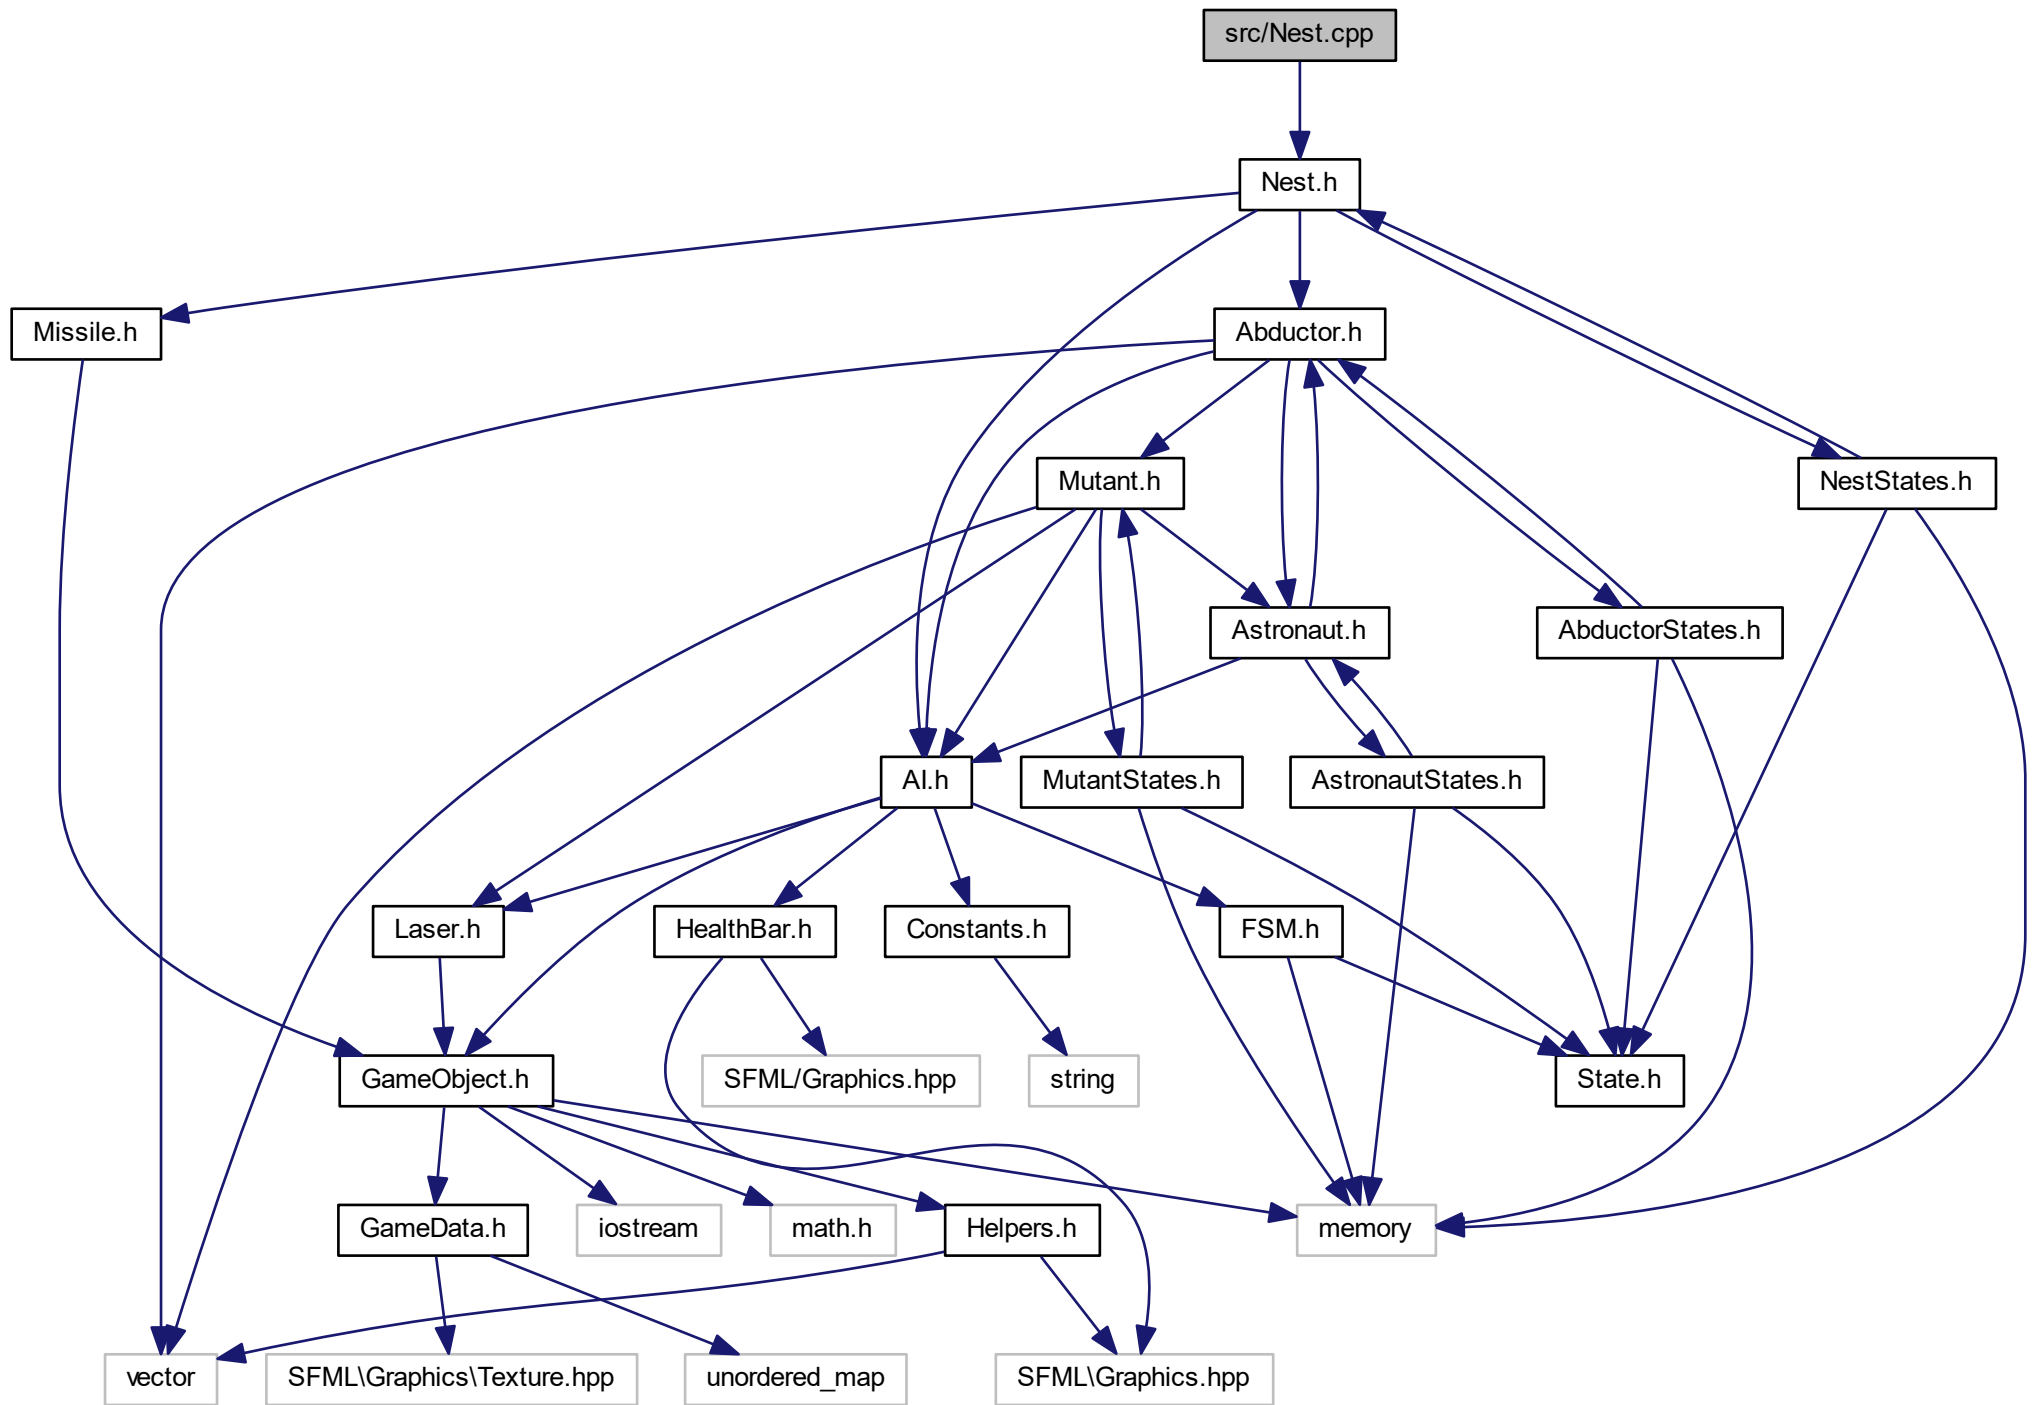 src/Nest.cpp
Nest.h
Missile.h
Abductor.h
Mutant.h
NestStates.h
Astronaut.h
AbductorStates.h
AI.h
MutantStates.h
AstronautStates.h
Laser.h
HealthBar.h
Constants.h
FSM.h
GameObject.h
SFML/Graphics.hpp
string
State.h
GameData.h
iostream
math.h
Helpers.h
memory
vector
SFML\Graphics\Texture.hpp
unordered_map
SFML\Graphics.hpp